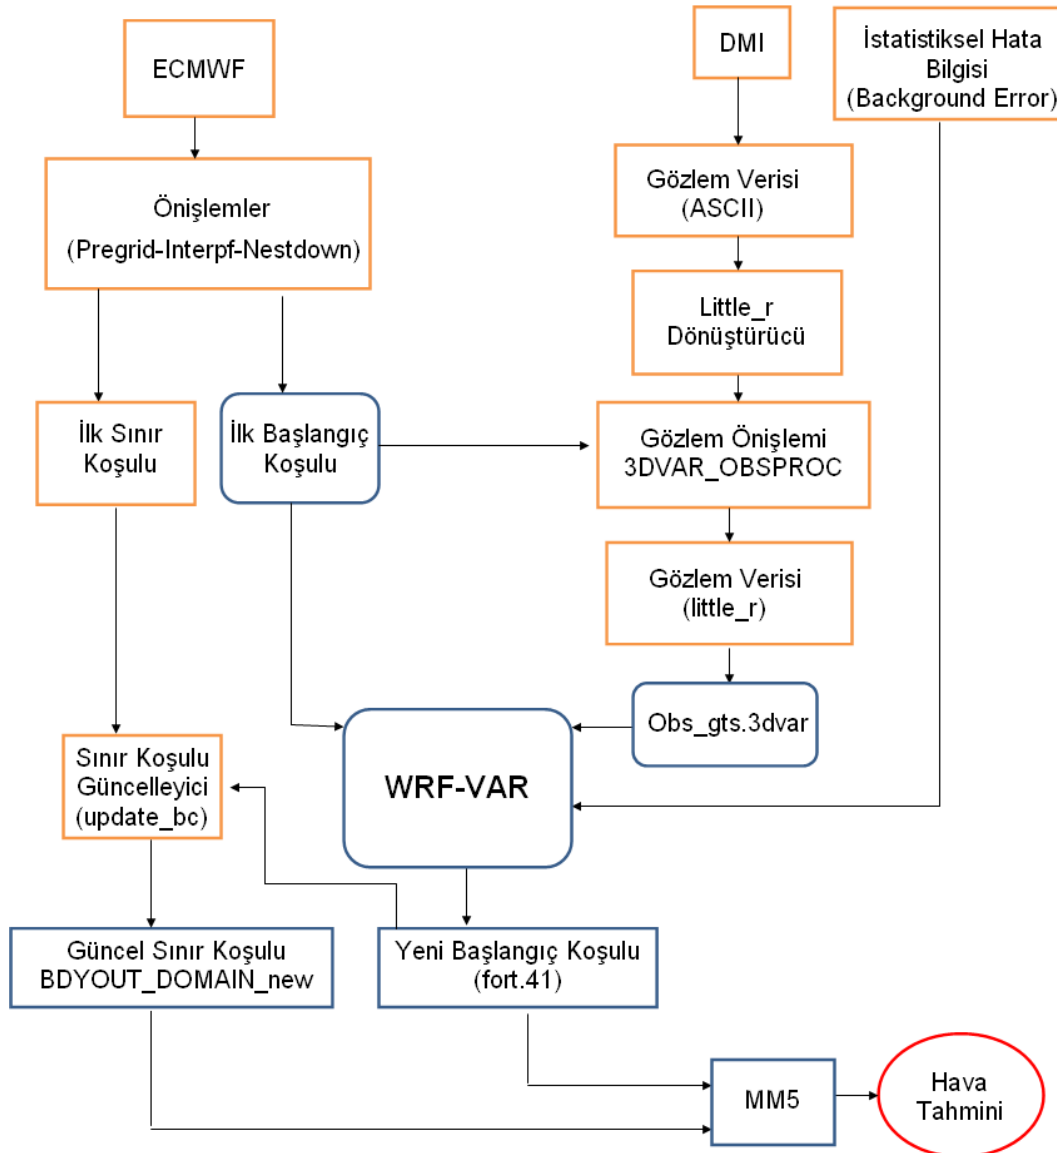 ECMWF
DMI
İstatistiksel Hata
Bilgisi
(Background Error)
Önişlemler
(Pregrid-Interpf-Nestdown)
Gözlem Verisi
(ASCII)
Little_r
Dönüştürücü
İlk Sınır
Koşulu
İlk Başlangıç
Koşulu
Gözlem Önişlemi
3DVAR_OBSPROC
Gözlem Verisi
(little_r)
Obs_gts.3dvar
Sınır Koşulu
Güncelleyici
(update_bc)
WRF-VAR
Güncel Sınır Koşulu
BDYOUT_DOMAIN_new
Yeni Başlangıç Koşulu
(fort.41)
MM5
Hava
Tahmini